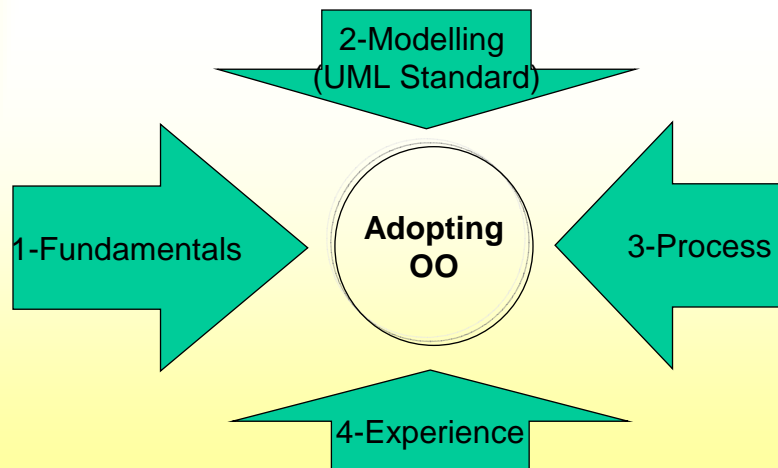 2-Modelling
(UML Standard)
1-Fundamentals
Adopting
OO
3-Process
4-Experience